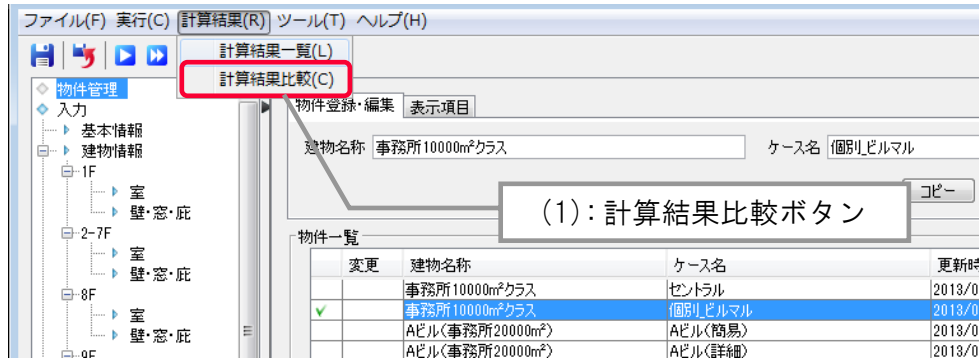 ファイル(F) 実行(C) 計算結果(R) ツール(T) ヘルプ(H)
計算結果一覧(L)
計算結果比較(C)
物件管理
入力
基本情報
建物情報
1F
室
壁・窓・庇
2-7F
室
壁・窓・庇
8F
室
壁・窓・庇
9F
物件登録・編集 表示項目
建物名称 事務所10000m²クラス ケース名 個別_ビルマル
コピー
(1):計算結果比較ボタン
物件一覧
変更 建物名称 ケース名 更新時
事務所10000m²クラス セントラル 2013/0
事務所10000m²クラス 個別_ビルマル 2013/0
Aビル(事務所20000m²) Aビル(簡易) 2013/0
Aビル(事務所20000m²) Aビル(詳細) 2013/0